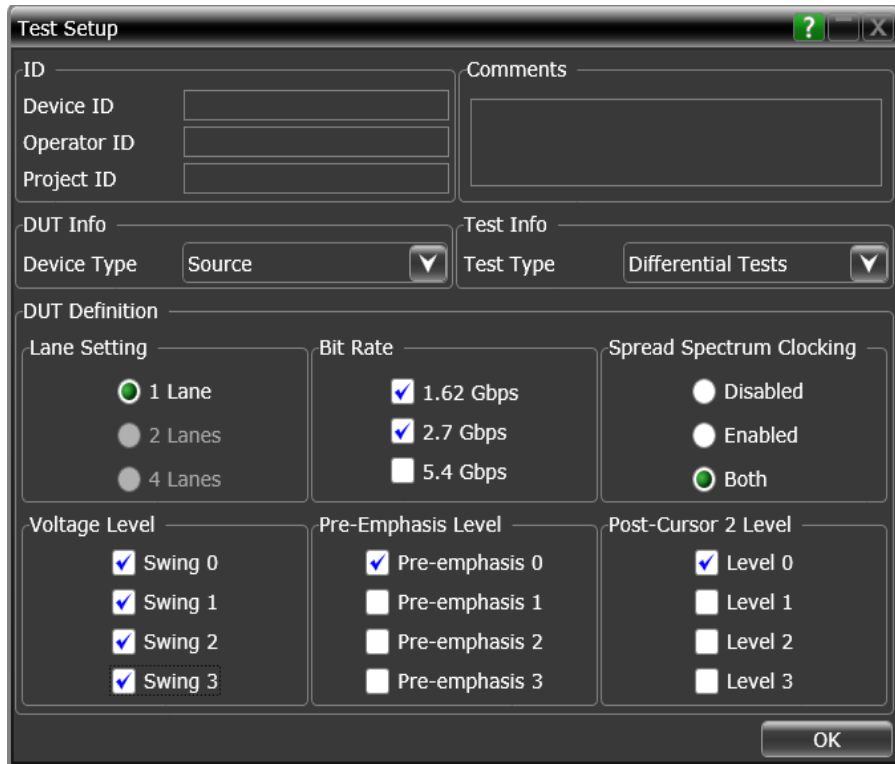 Test Setup
?
X
ID
Device ID
Operator ID
Project ID
Comments
DUT Info
Device Type Source
Test Info
Test Type Differential Tests
DUT Definition
Lane Setting
1 Lane
2 Lanes
4 Lanes
Bit Rate
1.62 Gbps
2.7 Gbps
5.4 Gbps
Spread Spectrum Clocking
Disabled
Enabled
Both
Voltage Level
Swing 0
Swing 1
Swing 2
Swing 3
Pre-Emphasis Level
Pre-emphasis 0
Pre-emphasis 1
Pre-emphasis 2
Pre-emphasis 3
Post-Cursor 2 Level
Level 0
Level 1
Level 2
Level 3
OK